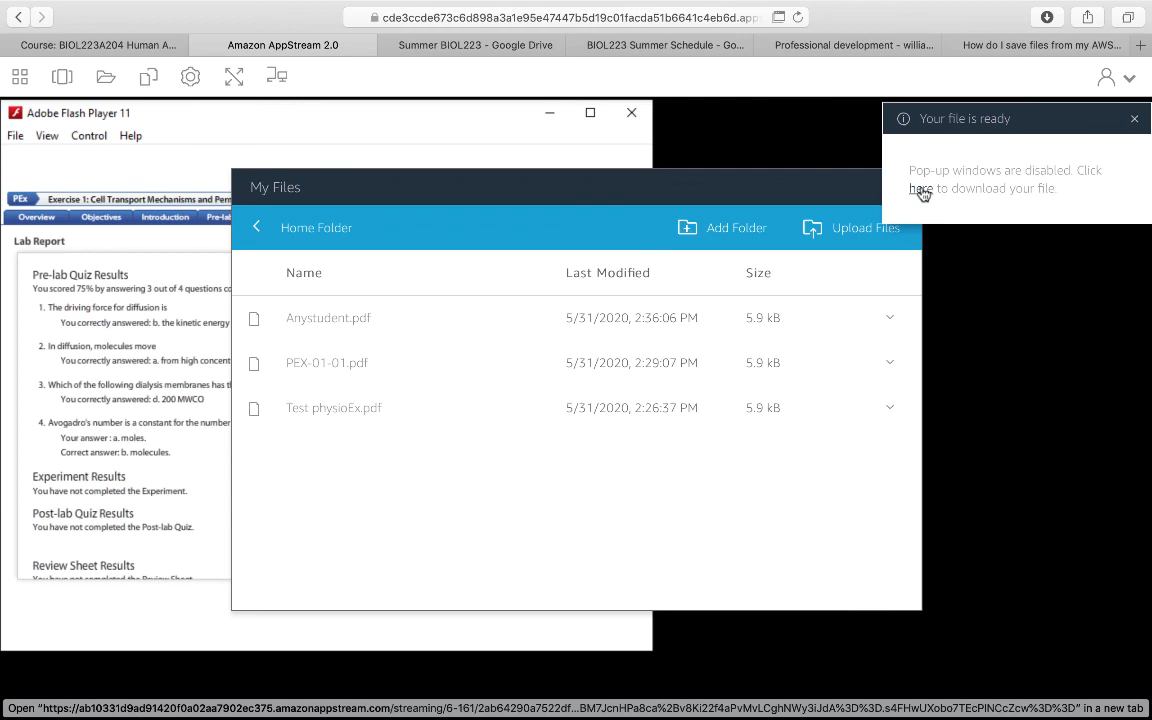 cde3ccde673c6d898a3a1e95e47447b5d19c01facda51b6641c4eb6d.apps
Course: BIOL223A204 Human A...
Amazon AppStream 2.0
Summer BIOL223 - Google Drive
BIOL223 Summer Schedule - Go...
Professional development - willia...
How do I save files from my AWS...
Adobe Flash Player 11
File View Control Help
PEx Exercise 1: Cell Transport Mechanisms and Perm
Overview Objectives Introduction Pre-lab
Lab Report
Pre-lab Quiz Results
You scored 75% by answering 3 out of 4 questions co
1. The driving force for diffusion is
You correctly answered: b. the kinetic energy
2. In diffusion, molecules move
You correctly answered: a. from high concent
3. Which of the following dialysis membranes has t
You correctly answered: d. 200 MWCO
4. Avogadro's number is a constant for the number
Your answer : a. moles.
Correct answer: b. molecules.
Experiment Results
You have not completed the Experiment.
Post-lab Quiz Results
You have not completed the Post-lab Quiz.
Review Sheet Results
You have not completed the Review Sheet
My Files
Home Folder
Add Folder
Upload Files
Name Last Modified Size
Anystudent.pdf 5/31/2020, 2:36:06 PM 5.9 kB
PEX-01-01.pdf 5/31/2020, 2:29:07 PM 5.9 kB
Test physioEx.pdf 5/31/2020, 2:26:37 PM 5.9 kB
Your file is ready
Pop-up windows are disabled. Click
here to download your file.
Open "https://ab10331d9ad91420f0a02aa7902ec375.amazonappstream.com/streaming/6-161/2ab64290a7522df...BM7JcnHPa8ca%2Bv8Ki22f4aPvMvLCghNWy3iJdA%3D%3D.s4FHwUXobo7TEcPINCcZcw%3D%3D" in a new tab